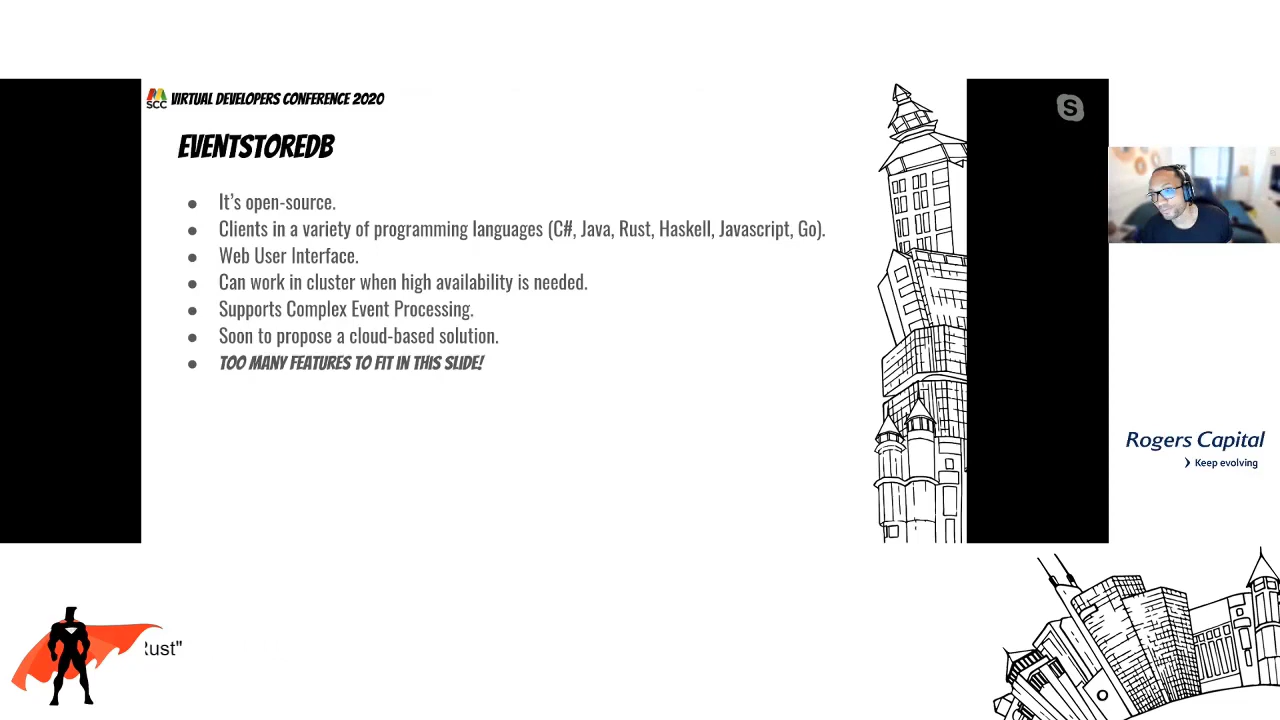 MSCC VIRTUAL DEVELOPERS CONFERENCE 2020
EVENTSTOREDB
● It's open-source.
● Clients in a variety of programming languages (C#, Java, Rust, Haskell, Javascript, Go).
● Web User Interface.
● Can work in cluster when high availability is needed.
● Supports Complex Event Processing.
● Soon to propose a cloud-based solution.
● TOO MANY FEATURES TO FIT IN THIS SLIDE!
S
Rogers Capital
Keep evolving
ust"